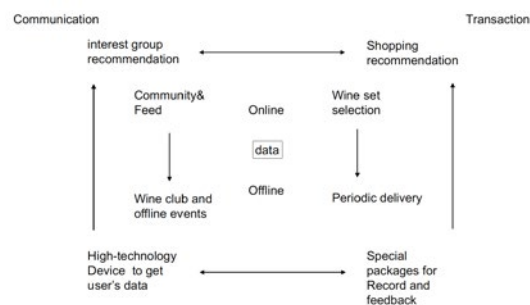 Communication
Transaction
interest group
recommendation
Shopping
recommendation
Community&
Feed
Online
Wine set
selection
data
Offline
Wine club and
offline events
Periodic delivery
High-technology
Device to get
user's data
Special
packages for
Record and
feedback